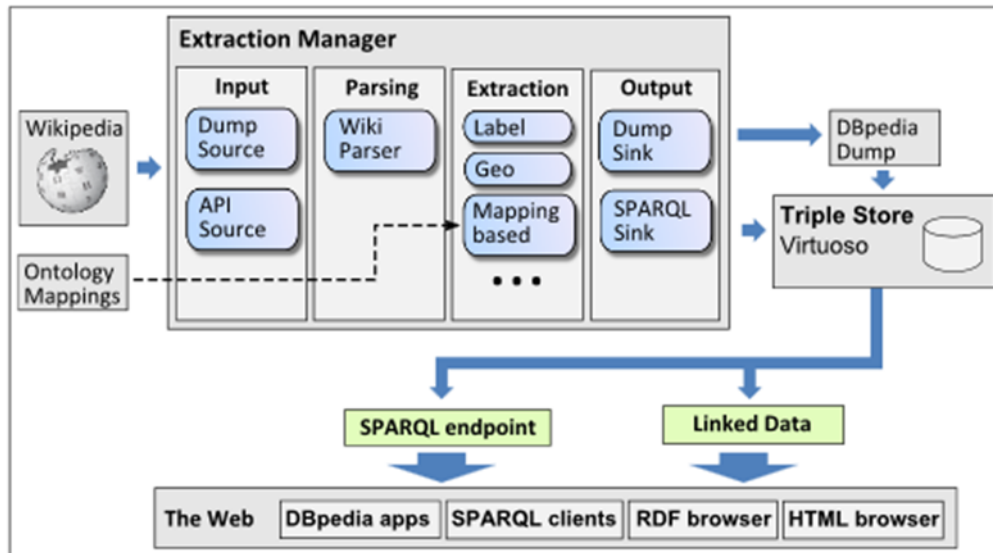 Extraction Manager
Input
Parsing
Extraction
Output
Wikipedia
Dump
Source
API
Source
Wiki
Parser
Label
Geo
Mapping
based
Dump
Sink
SPARQL
Sink
DBpedia
Dump
Triple Store
Virtuoso
Ontology
Mappings
SPARQL endpoint
Linked Data
The Web
DBpedia apps
SPARQL clients
RDF browser
HTML browser